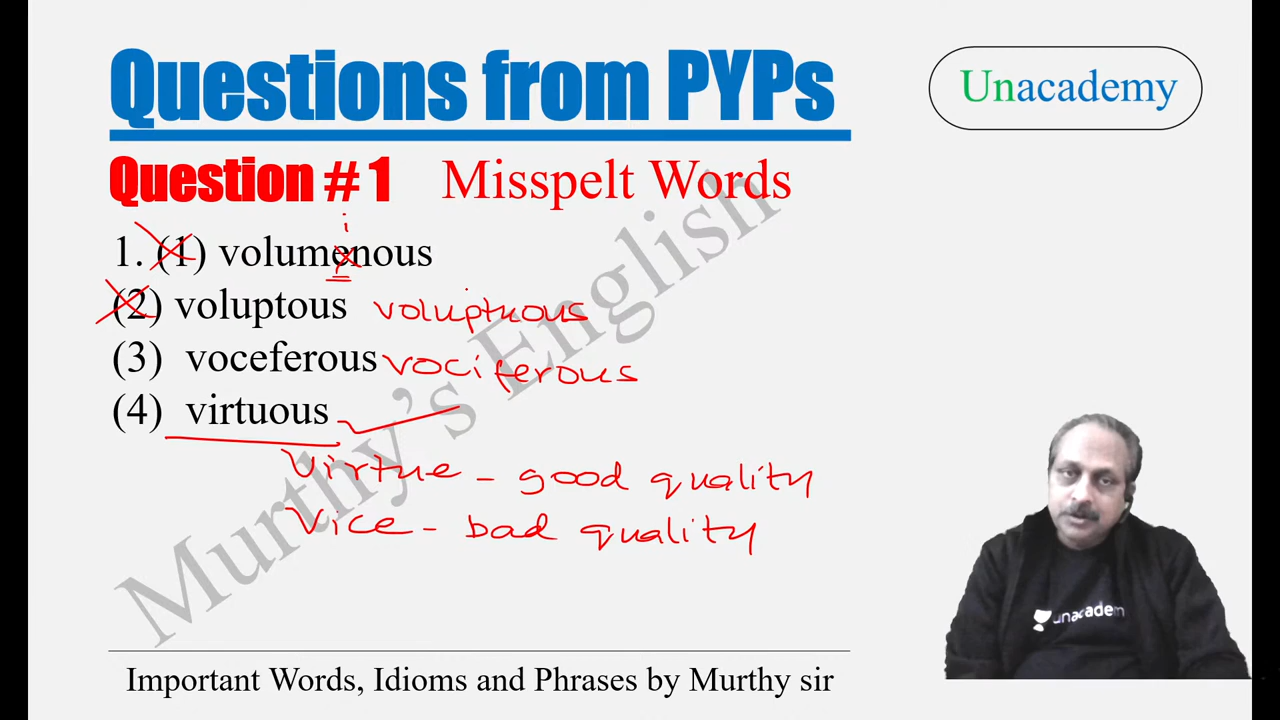 Questions from PYPs
Unacademy
Question # 1 Misspelt Words
i
1. (1) volumenous
(2) voluptous voluptuous
(3) voceferous vociferous
(4) virtuous
Virtue - good quality
Vice - bad quality
Murthy's English
unacadem
Important Words, Idioms and Phrases by Murthy sir